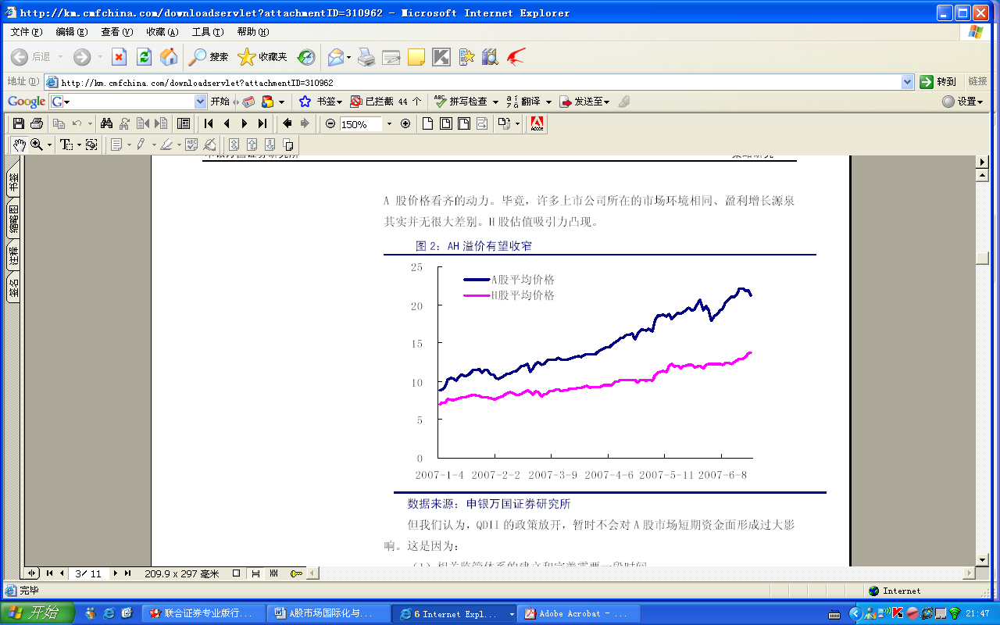 http://km.cmfchina.com/downloadservlet?attachmentID=310962 - Microsoft Internet Explorer
文件(F) 编辑(E) 查看(V) 收藏(A) 工具(T) 帮助(H)
后退 搜索 收藏夹
地址(D) http://km.cmfchina.com/downloadservlet?attachmentID=310962 转到 链接
Google G 开始 书签 已拦截 44 个 ABC 拼写检查 翻译 发送至 设置
150% Adobe
书签
缩略图
注释
签名
申银万国证券研究所 策略研究
A 股价格看齐的动力。毕竟,许多上市公司所在的市场环境相同、盈利增长源泉
其实并无很大差别。H 股估值吸引力凸现。
图 2:AH 溢价有望收窄
25
20
15
10
5
0
A股平均价格
H股平均价格
2007-1-4 2007-2-2 2007-3-9 2007-4-6 2007-5-11 2007-6-8
数据来源:申银万国证券研究所
但我们认为,QDII 的政策放开,暂时不会对 A 股市场短期资金面形成过大影
响。这是因为:
(1)相关监管体系的建立和完善需要一段时间
3/ 11 209.9 x 297 毫米
完毕 Internet
开始 联合证券专业版行... A股市场国际化与... 6 Internet Expl... Adobe Acrobat - ... 21:47